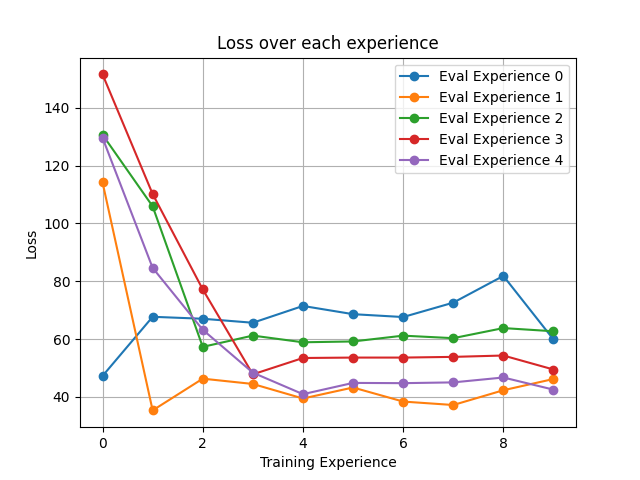 Loss over each experience
Eval Experience 0
Eval Experience 1
Eval Experience 2
Eval Experience 3
Eval Experience 4
Loss
140
120
100
80
60
40
0 2 4 6 8
Training Experience